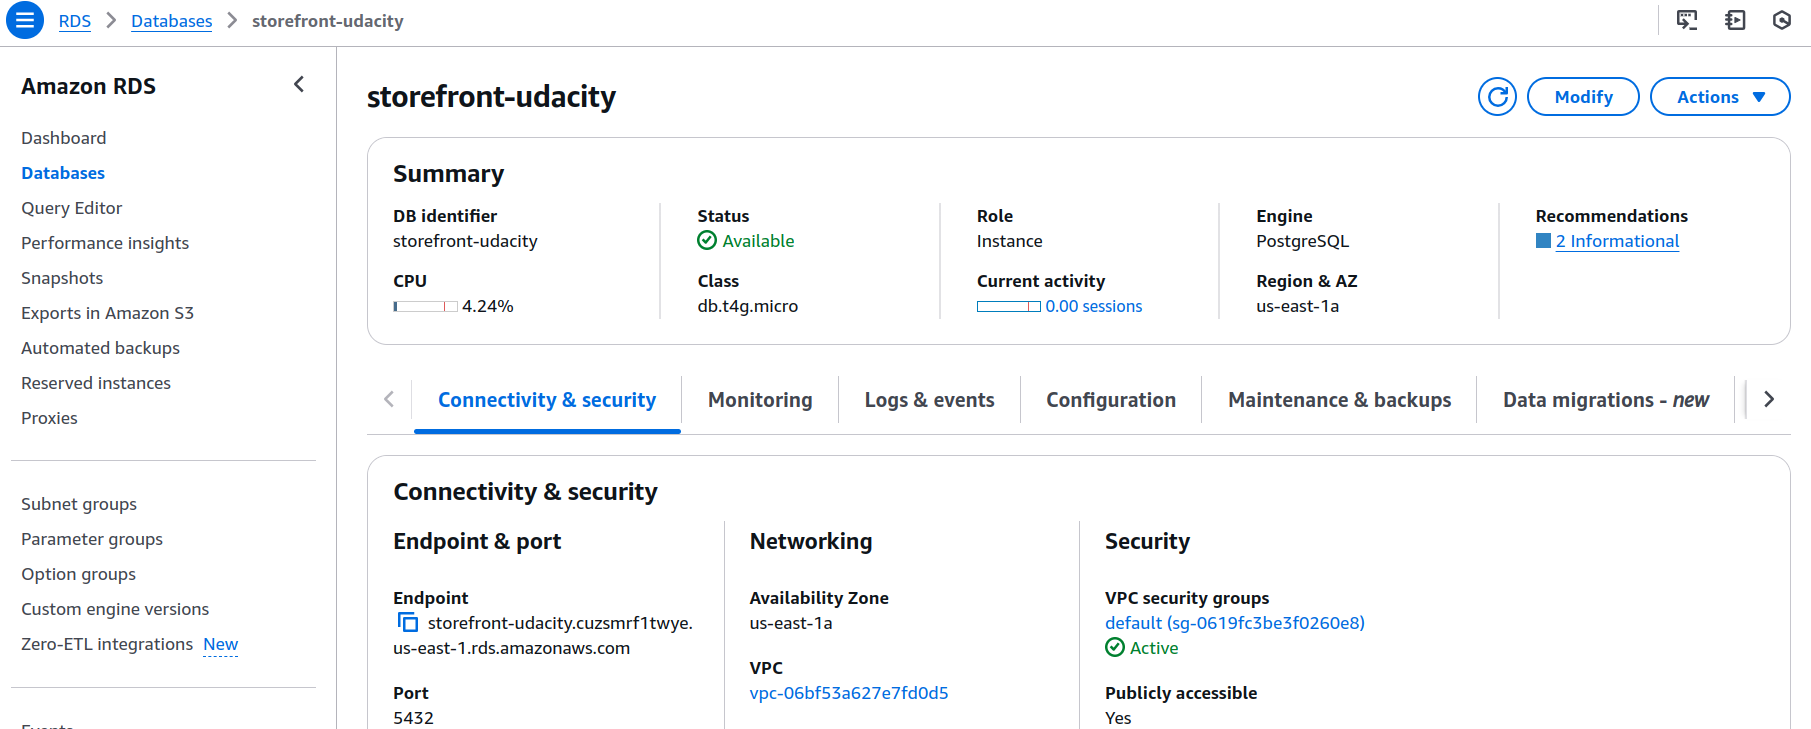 RDS > Databases > storefront-udacity
Amazon RDS
Dashboard
Databases
Query Editor
Performance insights
Snapshots
Exports in Amazon S3
Automated backups
Reserved instances
Proxies
Subnet groups
Parameter groups
Option groups
Custom engine versions
Zero-ETL integrations New
Events
storefront-udacity
Modify
Actions
Summary
DB identifier
storefront-udacity
CPU
4.24%
Status
Available
Class
db.t4g.micro
Role
Instance
Current activity
0.00 sessions
Engine
PostgreSQL
Region & AZ
us-east-1a
Recommendations
2 Informational
Connectivity & security
Monitoring
Logs & events
Configuration
Maintenance & backups
Data migrations - new
Connectivity & security
Endpoint & port
Endpoint
storefront-udacity.cuzsmrf1twye.
us-east-1.rds.amazonaws.com
Port
5432
Networking
Availability Zone
us-east-1a
VPC
vpc-06bf53a627e7fd0d5
Security
VPC security groups
default (sg-0619fc3be3f0260e8)
Active
Publicly accessible
Yes